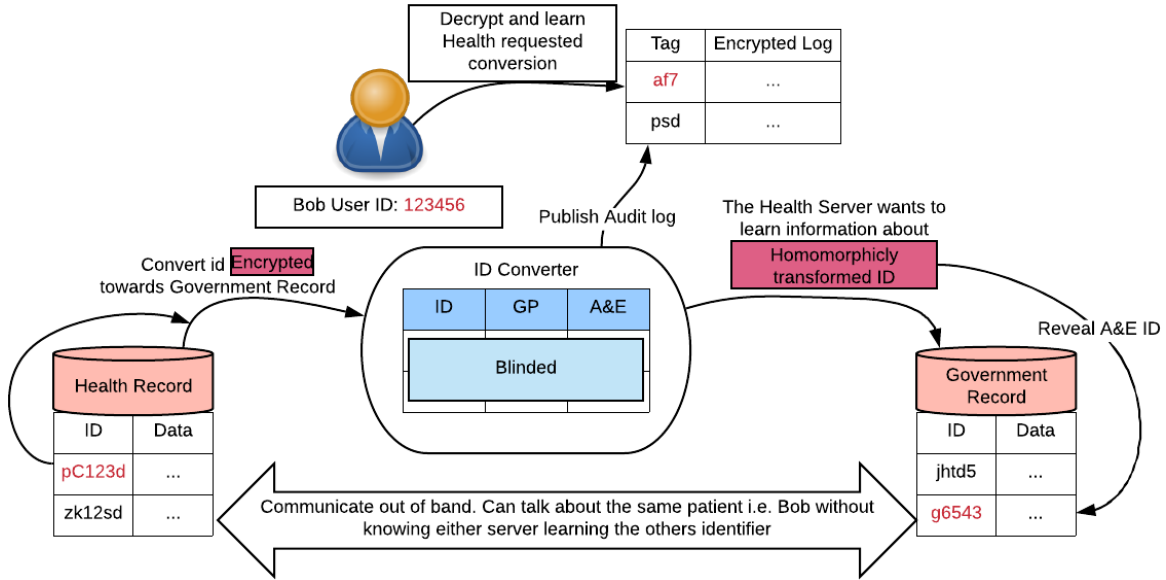 Decrypt and learn
Health requested
conversion
Tag
Encrypted Log
af7
...
psd
...
Bob User ID: 123456
Publish Audit log
The Health Server wants to
learn information about
Homomorphicly
transformed ID
Convert id Encrypted
towards Government Record
ID Converter
ID
GP
A&E
Blinded
Reveal A&E ID
Health Record
ID
Data
pC123d
...
zk12sd
...
Government
Record
ID
Data
jhtd5
...
g6543
...
Communicate out of band. Can talk about the same patient i.e. Bob without
knowing either server learning the others identifier